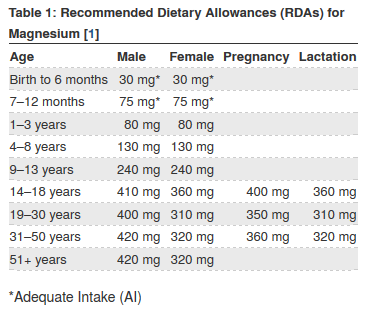 Table 1: Recommended Dietary Allowances (RDAs) for
Magnesium [1]
Age Male Female Pregnancy Lactation
Birth to 6 months 30 mg* 30 mg*
7–12 months 75 mg* 75 mg*
1–3 years 80 mg 80 mg
4–8 years 130 mg 130 mg
9–13 years 240 mg 240 mg
14–18 years 410 mg 360 mg 400 mg 360 mg
19–30 years 400 mg 310 mg 350 mg 310 mg
31–50 years 420 mg 320 mg 360 mg 320 mg
51+ years 420 mg 320 mg
*Adequate Intake (AI)